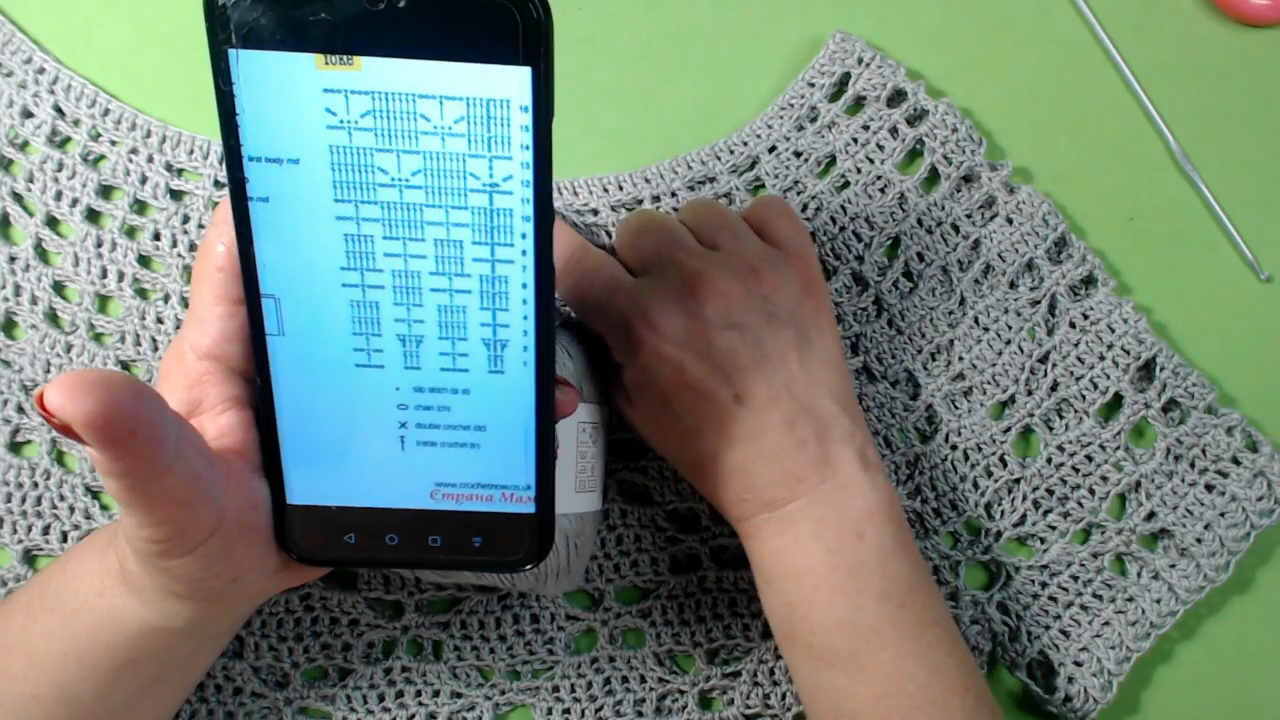 YOKE
16
15
14
13
12
11
10
9
8
7
6
5
4
3
2
1
first body rnd
rnd
slip stitch (sl st)
chain (ch)
double crochet (dc)
treble crochet (tr)
www.crochetnow.co.uk
Страна Мам